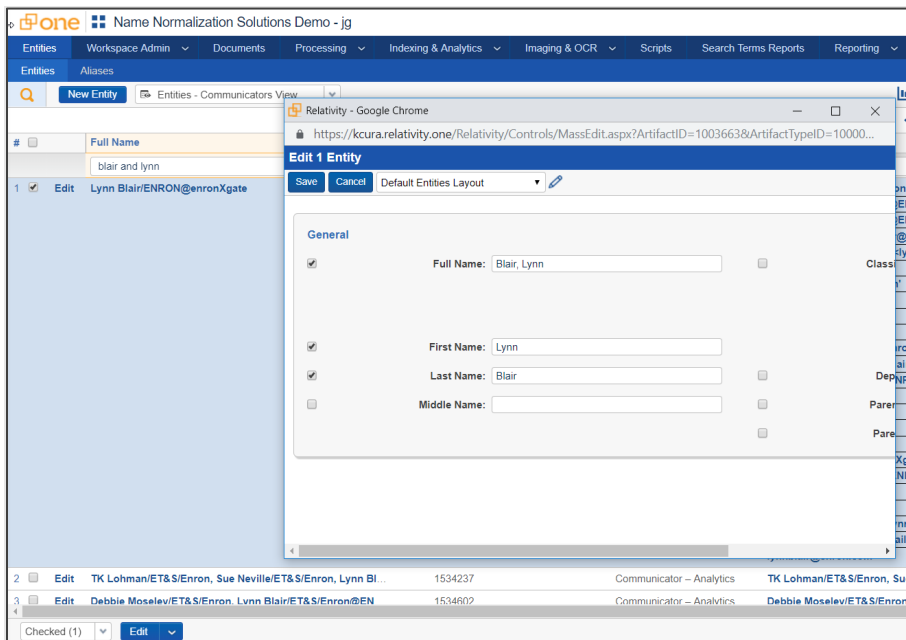 one Name Normalization Solutions Demo - jg
Entities Workspace Admin Documents Processing Indexing & Analytics Imaging & OCR Scripts Search Terms Reports Reporting
Entities Aliases
New Entity Entities - Communicators View
Relativity - Google Chrome
https://kcura.relativity.one/Relativity/Controls/MassEdit.aspx?ArtifactID=1003663&ArtifactTypeID=10000...
# Full Name
Edit 1 Entity
blair and lynn
Save Cancel Default Entities Layout
1 Edit Lynn Blair/ENRON@enronXgate
General
Full Name: Blair, Lynn Classi
First Name: Lynn
Last Name: Blair Dep
Middle Name: Paren
Pare
2 Edit TK Lohman/ET&S/Enron, Sue Neville/ET&S/Enron, Lynn Bl... 1534237 Communicator – Analytics TK Lohman/ET&S/Enron, Su
3 Edit Debbie Moseley/ET&S/Enron, Lynn Blair/ET&S/Enron@EN 1534602 Communicator – Analytics Debbie Moseley/ET&S/Enron
Checked (1) Edit